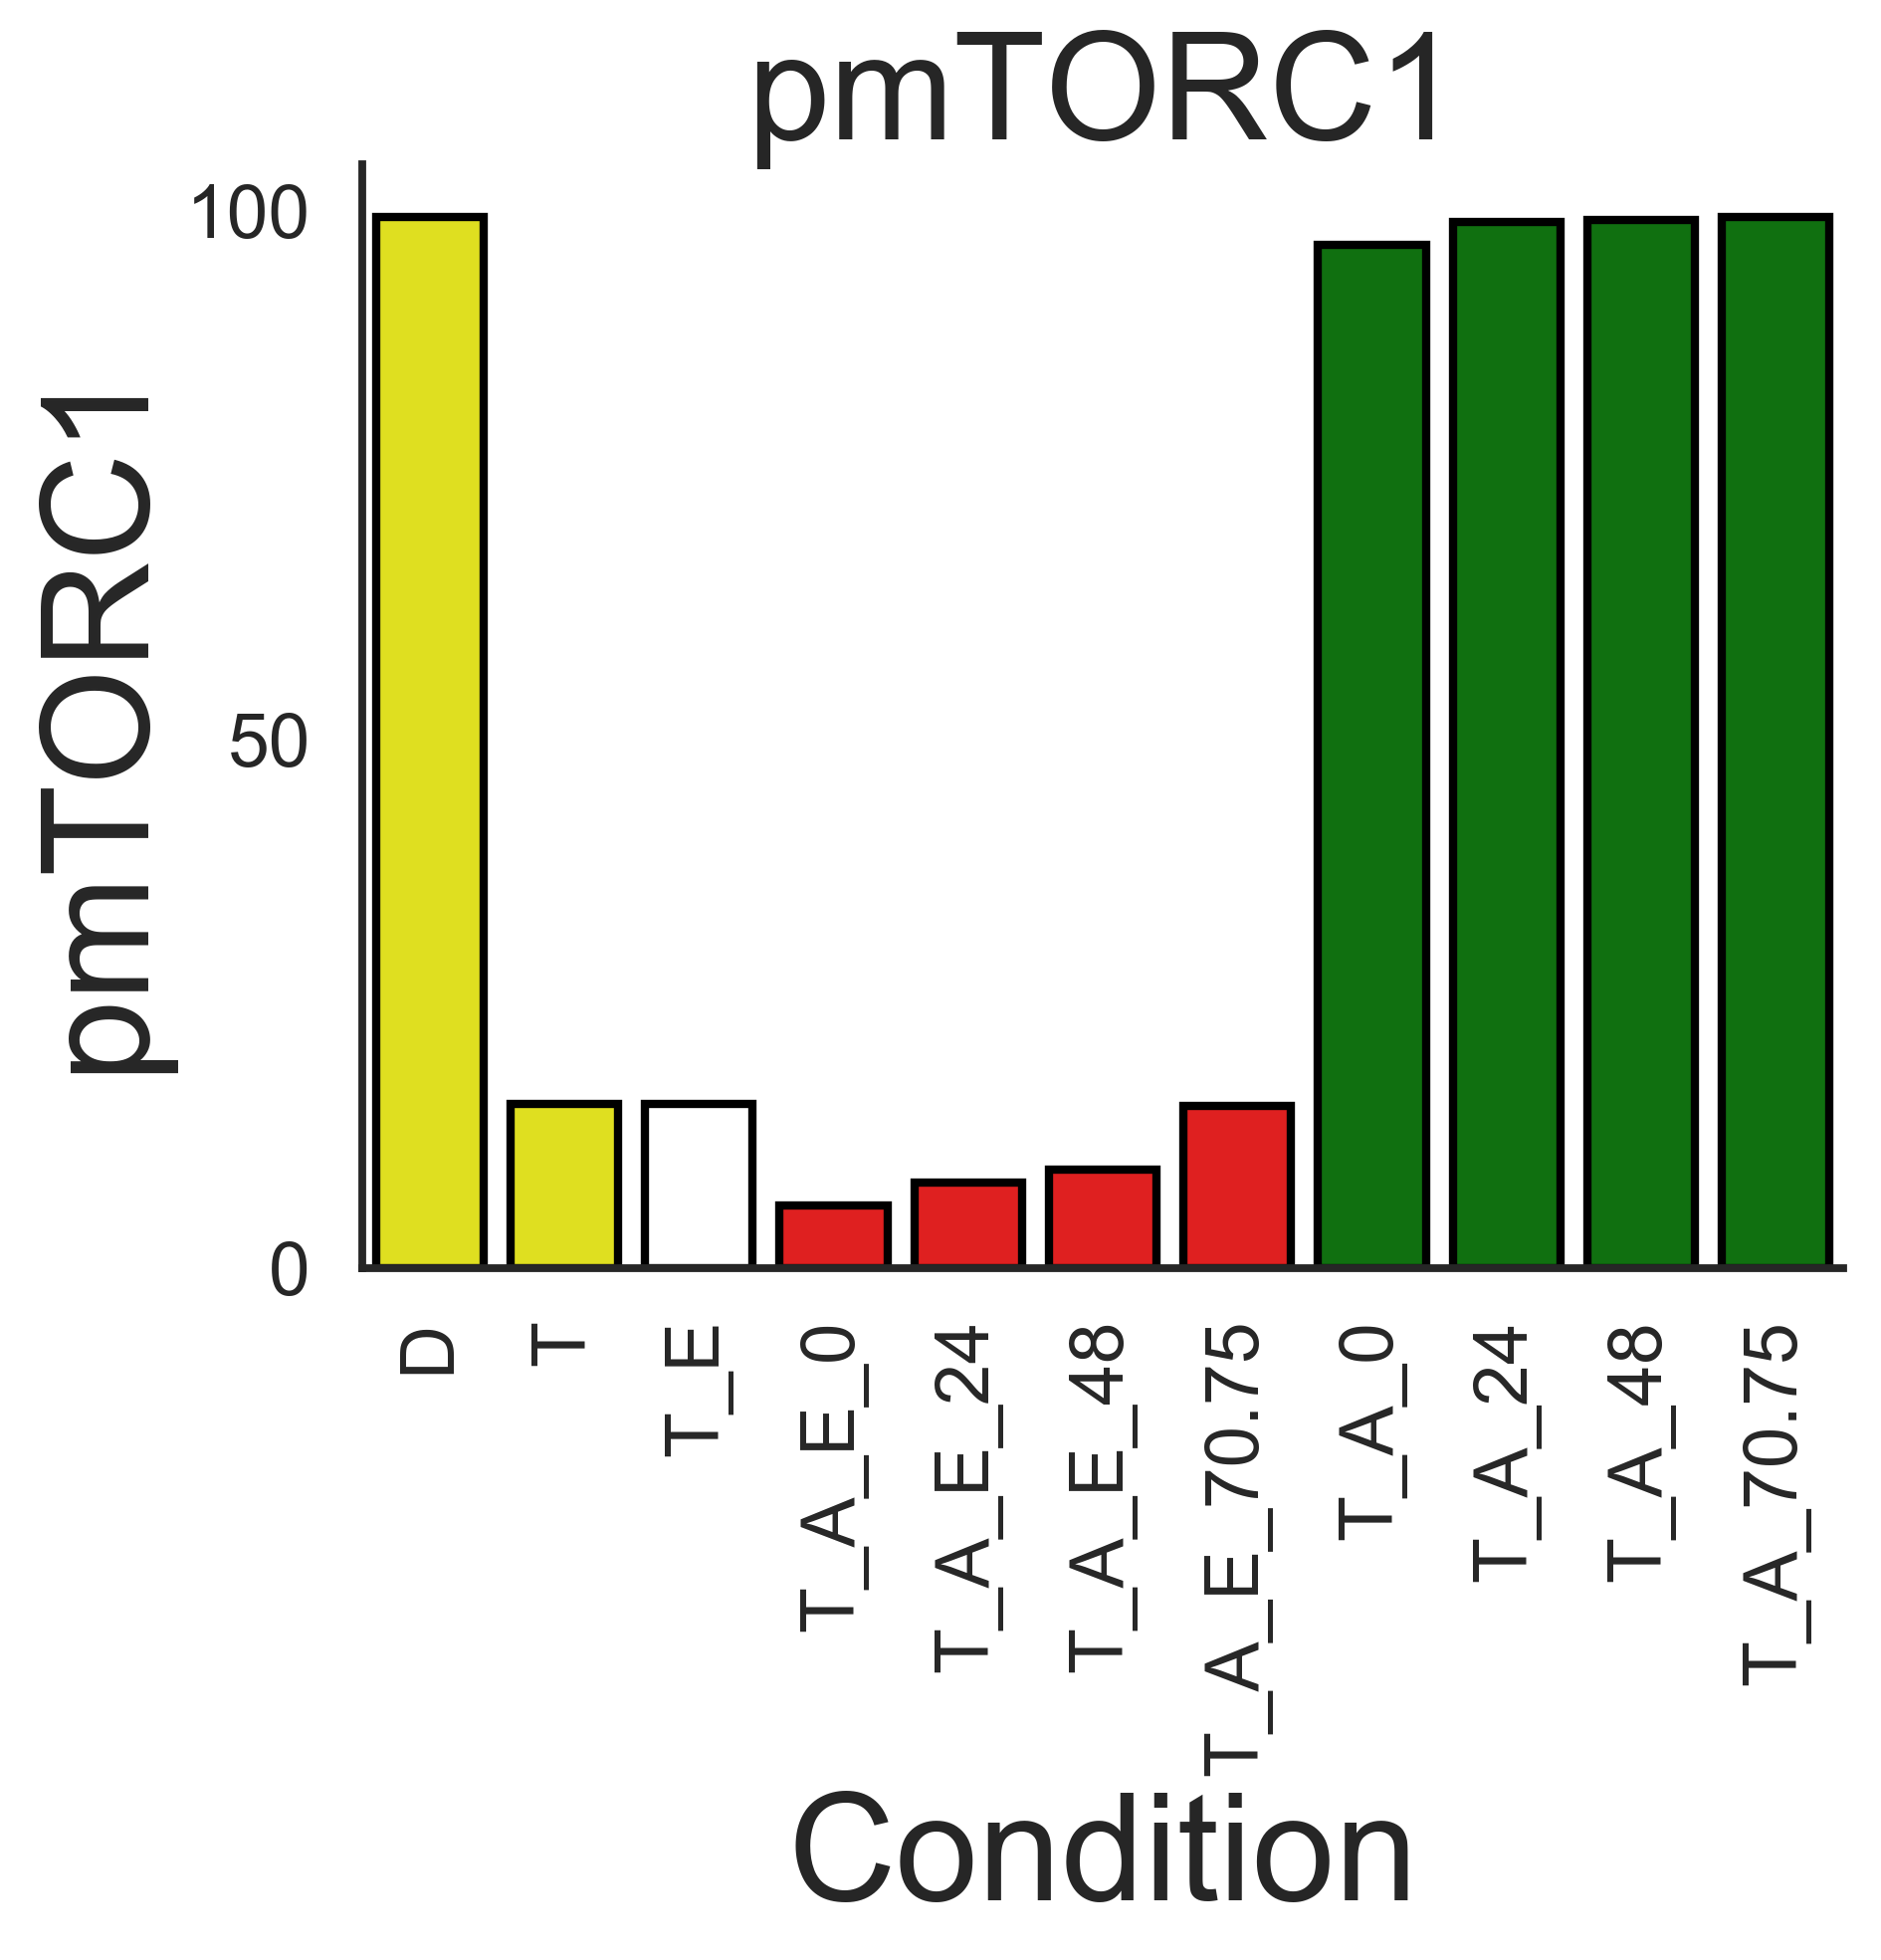 pmTORC1
pmTORC1
100
50
0
D
T
T_E
T_A_E_0
T_A_E_24
T_A_E_48
T_A_E_70.75
T_A_0
T_A_24
T_A_48
T_A_70.75
Condition